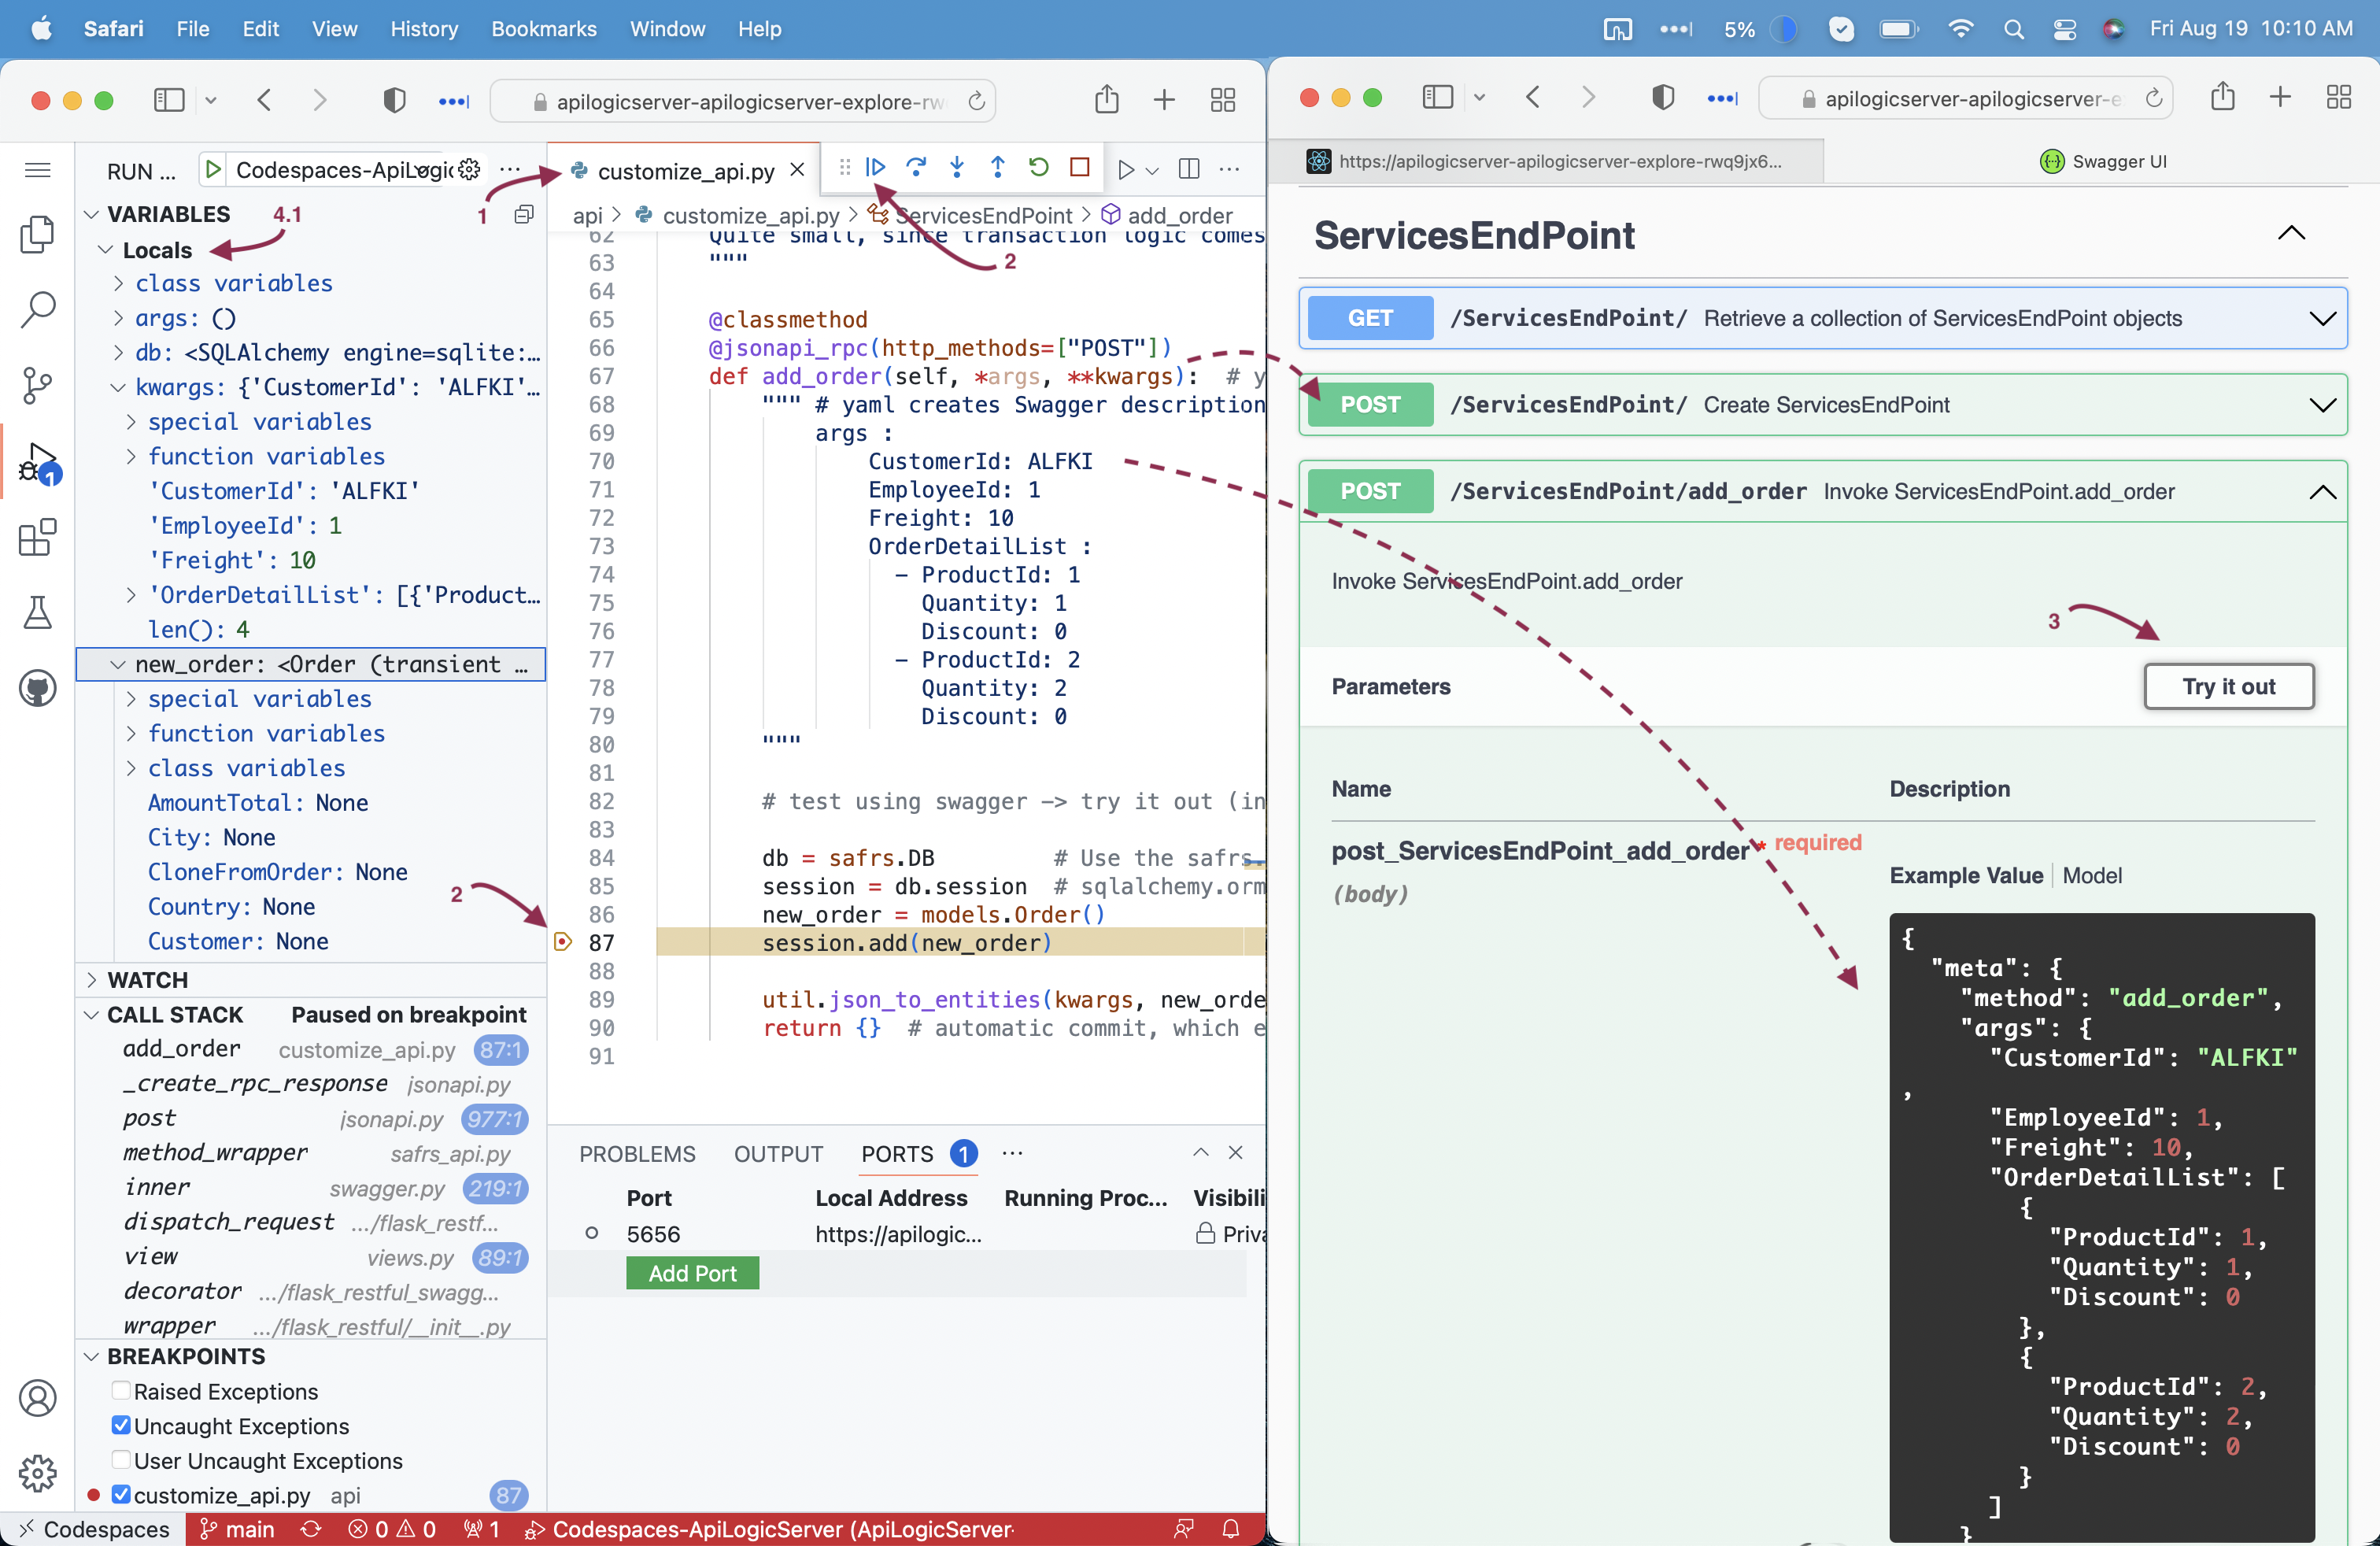 Safari File Edit View History Bookmarks Window Help 5% Fri Aug 19 10:10 AM
apilogicserver-apilogicserver-explore-rw
RUN ... Codespaces-ApiLogic
1
VARIABLES
4.1
Locals
class variables
args: ()
db: <SQLAlchemy engine=sqlite:...
kwargs: {'CustomerId': 'ALFKI'...
special variables
function variables
'CustomerId': 'ALFKI'
'EmployeeId': 1
'Freight': 10
'OrderDetailList': [{'Product...
len(): 4
new_order: <Order (transient ...
special variables
function variables
class variables
AmountTotal: None
City: None
CloneFromOrder: None
Country: None
Customer: None
2
WATCH
CALL STACK Paused on breakpoint
add_order customize_api.py 87:1
_create_rpc_response jsonapi.py
post jsonapi.py 977:1
method_wrapper safrs_api.py
inner swagger.py 219:1
dispatch_request .../flask_restf...
view views.py 89:1
decorator .../flask_restful_swagg...
wrapper .../flask_restful/__init__.py
BREAKPOINTS
Raised Exceptions
Uncaught Exceptions
User Uncaught Exceptions
customize_api.py api 87
customize_api.py
api > customize_api.py > ServicesEndPoint > add_order
2
62 Quite small, since transaction logic comes
63 """
64
65 @classmethod
66 @jsonapi_rpc(http_methods=["POST"])
67 def add_order(self, *args, **kwargs): # y
68 """ # yaml creates Swagger description
69 args :
70 CustomerId: ALFKI
71 EmployeeId: 1
72 Freight: 10
73 OrderDetailList :
74 - ProductId: 1
75 Quantity: 1
76 Discount: 0
77 - ProductId: 2
78 Quantity: 2
79 Discount: 0
80 """
81
82 # test using swagger -> try it out (in
83
84 db = safrs.DB # Use the safrs.
85 session = db.session # sqlalchemy.orm
86 new_order = models.Order()
87 session.add(new_order)
88
89 util.json_to_entities(kwargs, new_orde
90 return {} # automatic commit, which e
91
PROBLEMS OUTPUT PORTS 1 ...
Port Local Address Running Proc... Visibili
5656 https://apilogic... Priva
Add Port
Codespaces main 0 0 1 Codespaces-ApiLogicServer (ApiLogicServer-
apilogicserver-apilogicserver-e
https://apilogicserver-apilogicserver-explore-rwq9jx6... Swagger UI
ServicesEndPoint
GET /ServicesEndPoint/ Retrieve a collection of ServicesEndPoint objects
POST /ServicesEndPoint/ Create ServicesEndPoint
POST /ServicesEndPoint/add_order Invoke ServicesEndPoint.add_order
Invoke ServicesEndPoint.add_order
3
Parameters Try it out
Name Description
post_ServicesEndPoint_add_order * required
(body)
Example Value Model
{
"meta": {
"method": "add_order",
"args": {
"CustomerId": "ALFKI"
,
"EmployeeId": 1,
"Freight": 10,
"OrderDetailList": [
{
"ProductId": 1,
"Quantity": 1,
"Discount": 0
},
{
"ProductId": 2,
"Quantity": 2,
"Discount": 0
}
]
}